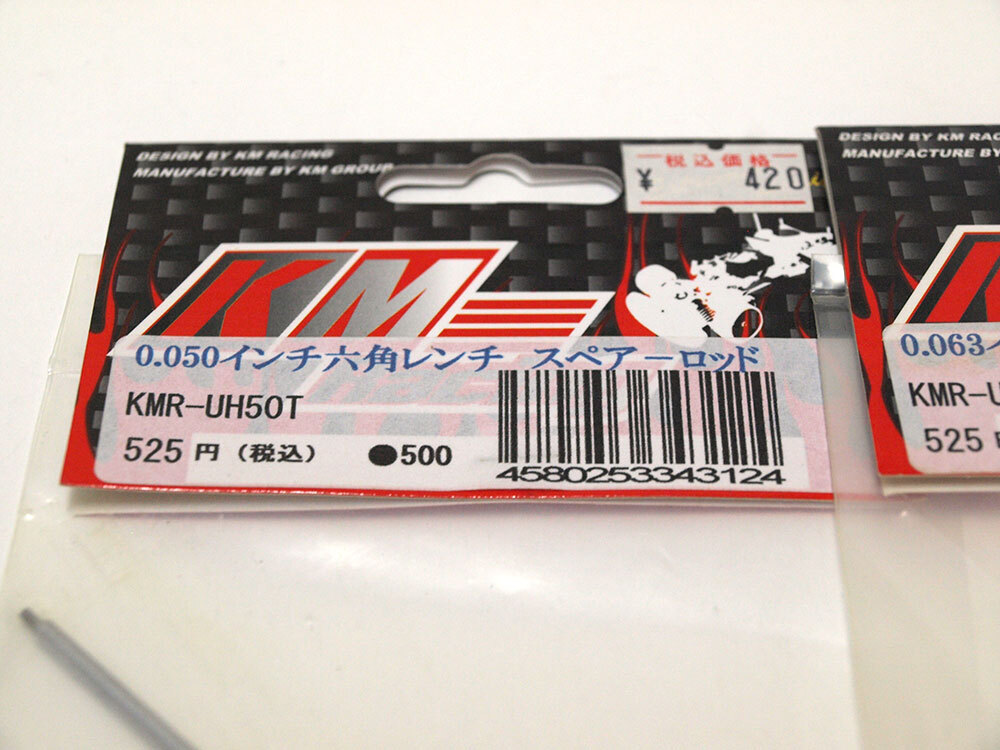 DESIGN BY KM RACING
MANUFACTURE BY KM GROUP
税込価格
¥ 420
KM
0.050インチ六角レンチ スペアーロッド
KMR-UH50T
525 円 (税込) ●500
4580253343124
DESIGN BY KM RAC
MANUFACTURE BY
0.063
KMR-U
525 円